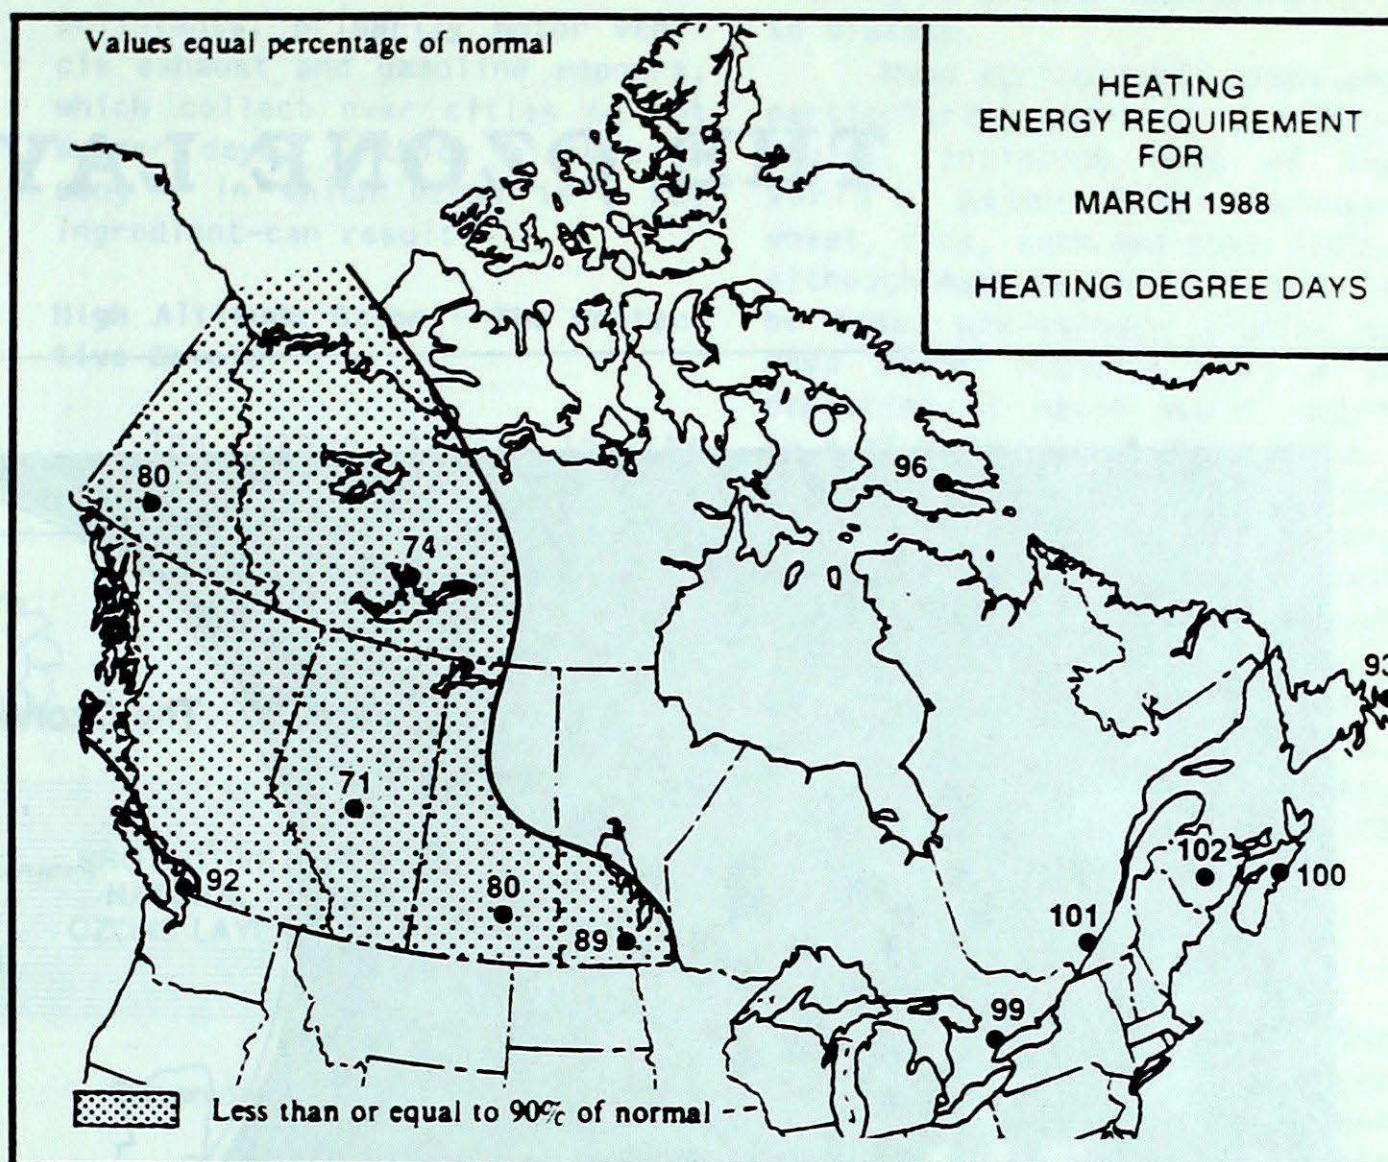 Values equal percentage of normal
HEATING
ENERGY REQUIREMENT
FOR
MARCH 1988
HEATING DEGREE DAYS
80
96
74
93
71
92
80
102
100
101
89
99
Less than or equal to 90% of normal